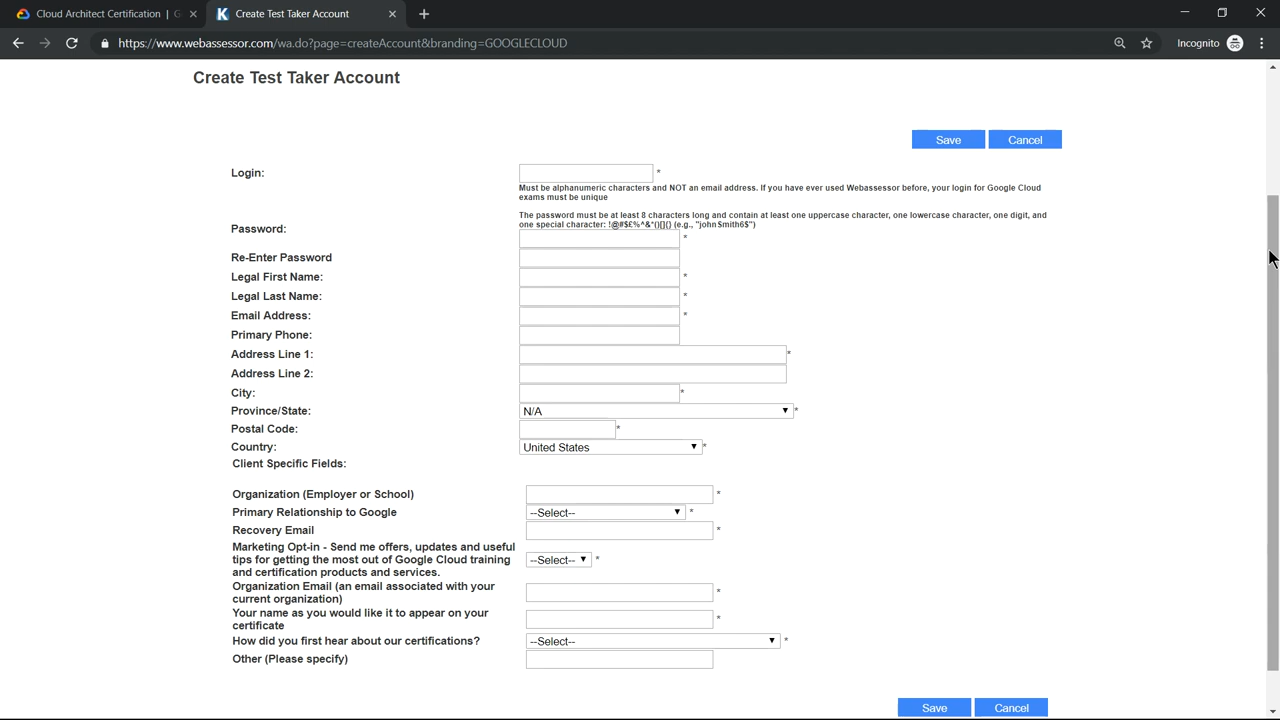 Cloud Architect Certification | G
Create Test Taker Account
https://www.webassessor.com/wa.do?page=createAccount&branding=GOOGLECLOUD
Incognito
Create Test Taker Account
Save Cancel
Login: *
Must be alphanumeric characters and NOT an email address. If you have ever used Webassessor before, your login for Google Cloud
exams must be unique
The password must be at least 8 characters long and contain at least one uppercase character, one lowercase character, one digit, and
one special character: !@#$£%^&*()[]{} (e.g., "johnSmith6$")
Password: *
Re-Enter Password
Legal First Name: *
Legal Last Name: *
Email Address: *
Primary Phone:
Address Line 1: *
Address Line 2:
City: *
Province/State: N/A *
Postal Code: *
Country: United States *
Client Specific Fields:
Organization (Employer or School) *
Primary Relationship to Google --Select-- *
Recovery Email *
Marketing Opt-in - Send me offers, updates and useful
tips for getting the most out of Google Cloud training --Select-- *
and certification products and services.
Organization Email (an email associated with your
current organization) *
Your name as you would like it to appear on your
certificate *
How did you first hear about our certifications? --Select-- *
Other (Please specify)
Save Cancel